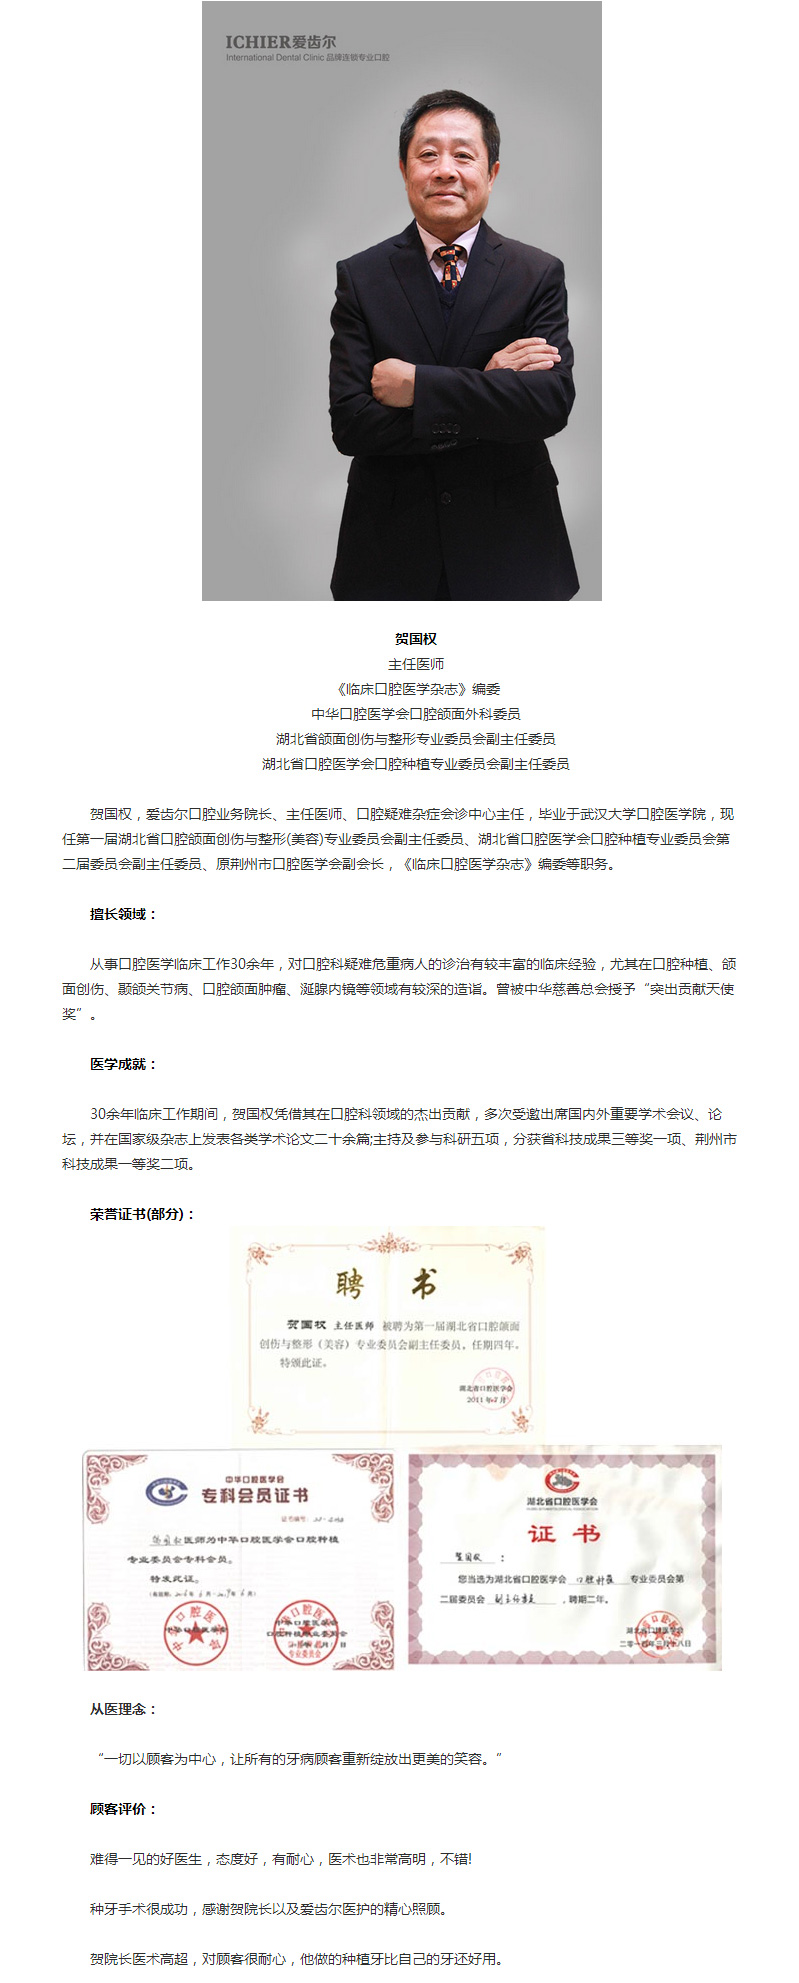 ICHIER爱齿尔
International Dental Clinic 品牌连锁专业口腔
贺国权
主任医师
《临床口腔医学杂志》编委
中华口腔医学会口腔颌面外科委员
湖北省颌面创伤与整形专业委员会副主任委员
湖北省口腔医学会口腔种植专业委员会副主任委员
贺国权，爱齿尔口腔业务院长、主任医师、口腔疑难杂症会诊中心主任，毕业于武汉大学口腔医学院，现
任第一届湖北省口腔颌面创伤与整形(美容)专业委员会副主任委员、湖北省口腔医学会口腔种植专业委员会第
二届委员会副主任委员、原荆州市口腔医学会副会长，《临床口腔医学杂志》编委等职务。
擅长领域：
从事口腔医学临床工作30余年，对口腔科疑难危重病人的诊治有较丰富的临床经验，尤其在口腔种植、颌
面创伤、颞颌关节病、口腔颌面肿瘤、涎腺内镜等领域有较深的造诣。曾被中华慈善总会授予“突出贡献天使
奖”。
医学成就：
30余年临床工作期间，贺国权凭借其在口腔科领域的杰出贡献，多次受邀出席国内外重要学术会议、论
坛，并在国家级杂志上发表各类学术论文二十余篇;主持及参与科研五项，分获省科技成果三等奖一项、荆州市
科技成果一等奖二项。
荣誉证书(部分)：
聘 书
贺国权 主任医师 被聘为第一届湖北省口腔颌面
创伤与整形（美容）专业委员会副主任委员，任期四年。
特颁此证。
湖北省口腔医学会
2011年7月
中华口腔医学会
专科会员证书
证书编号：
医师为中华口腔医学会口腔种植
专业委员会专科会员。
特发此证。
中华口腔医学会
中华口腔医学会
口腔种植专业委员会
湖北省口腔医学会
证 书
贺国权 ：
您当选为湖北省口腔医学会 口腔种植 专业委员会第
二届委员会 副主任委员 ，聘期二年。
湖北省口腔医学会
二零一四年三月十八日
从医理念：
“一切以顾客为中心，让所有的牙病顾客重新绽放出更美的笑容。”
顾客评价：
难得一见的好医生，态度好，有耐心，医术也非常高明，不错!
种牙手术很成功，感谢贺院长以及爱齿尔医护的精心照顾。
贺院长医术高超，对顾客很耐心，他做的种植牙比自己的牙还好用。